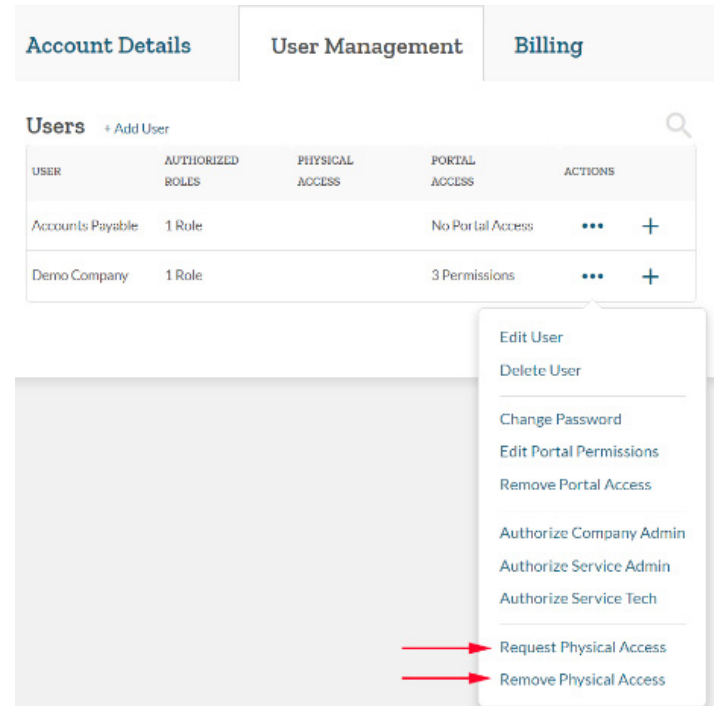 Account Details User Management Billing
Users + Add User
USER AUTHORIZED ROLES PHYSICAL ACCESS PORTAL ACCESS ACTIONS
Accounts Payable 1 Role No Portal Access ••• +
Demo Company 1 Role 3 Permissions ••• +
Edit User
Delete User
Change Password
Edit Portal Permissions
Remove Portal Access
Authorize Company Admin
Authorize Service Admin
Authorize Service Tech
Request Physical Access
Remove Physical Access